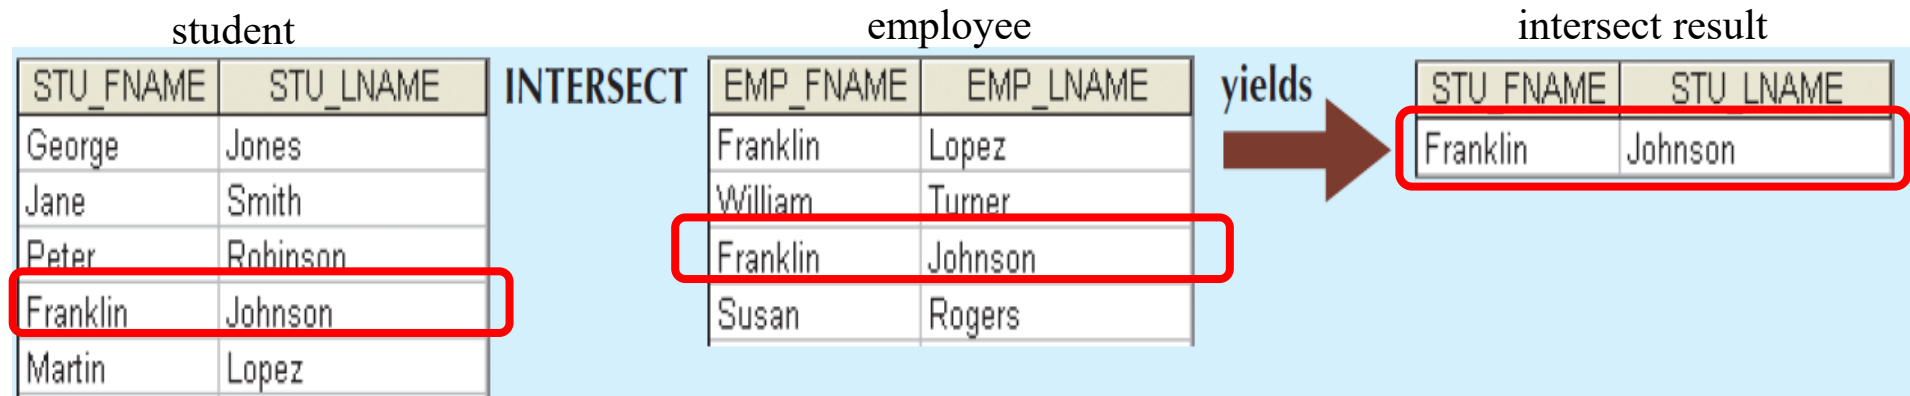 student
employee
intersect result
STU_FNAME STU_LNAME INTERSECT EMP_FNAME EMP_LNAME yields STU_FNAME STU_LNAME
George Jones Franklin Lopez Franklin Johnson
Jane Smith William Turner
Peter Robinson Franklin Johnson
Franklin Johnson Susan Rogers
Martin Lopez